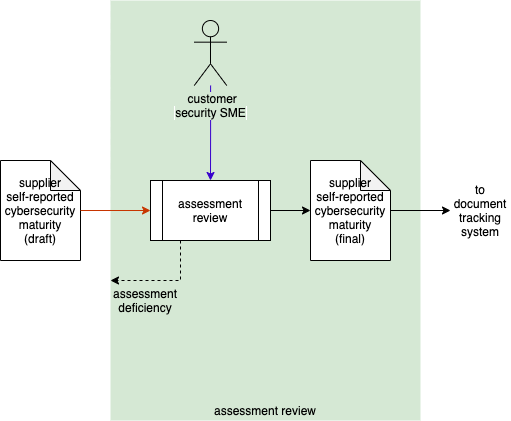 customer
security SME
supplier
self-reported
cybersecurity
maturity
(draft)
assessment
review
supplier
self-reported
cybersecurity
maturity
(final)
to
document
tracking
system
assessment
deficiency
assessment review